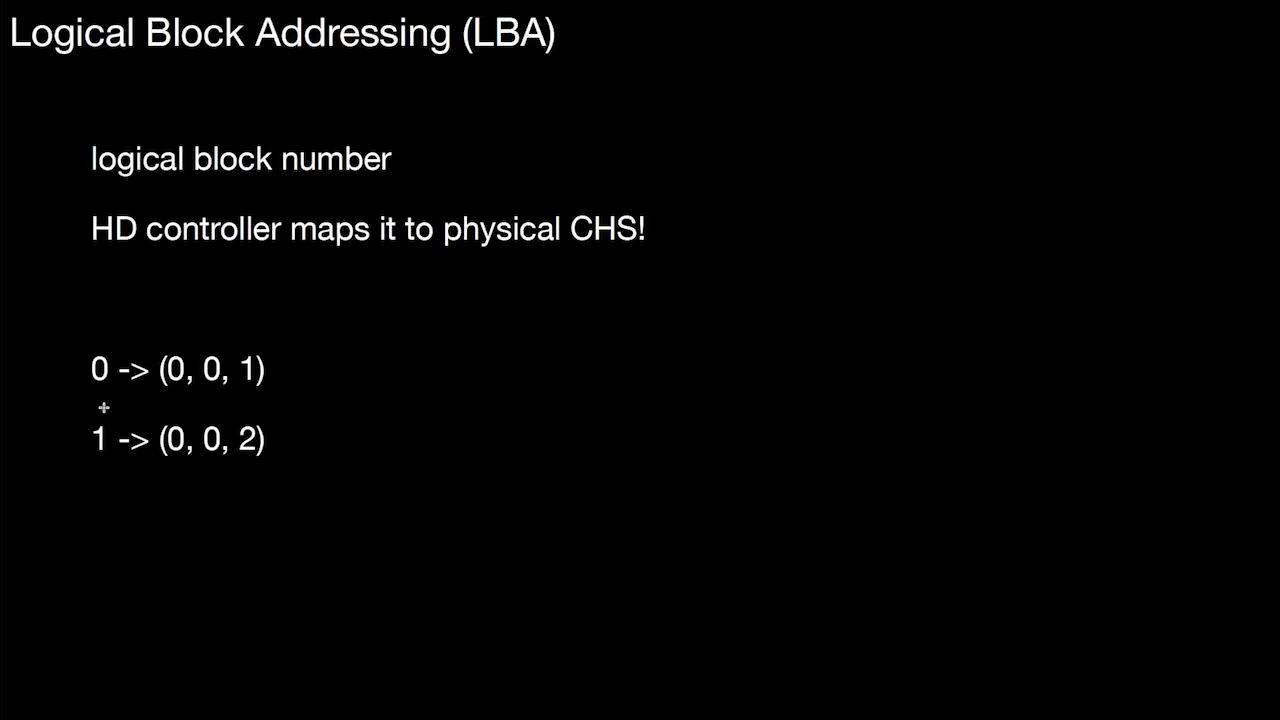 Logical Block Addressing (LBA)
logical block number
HD controller maps it to physical CHS!
0 -> (0, 0, 1)
1 -> (0, 0, 2)